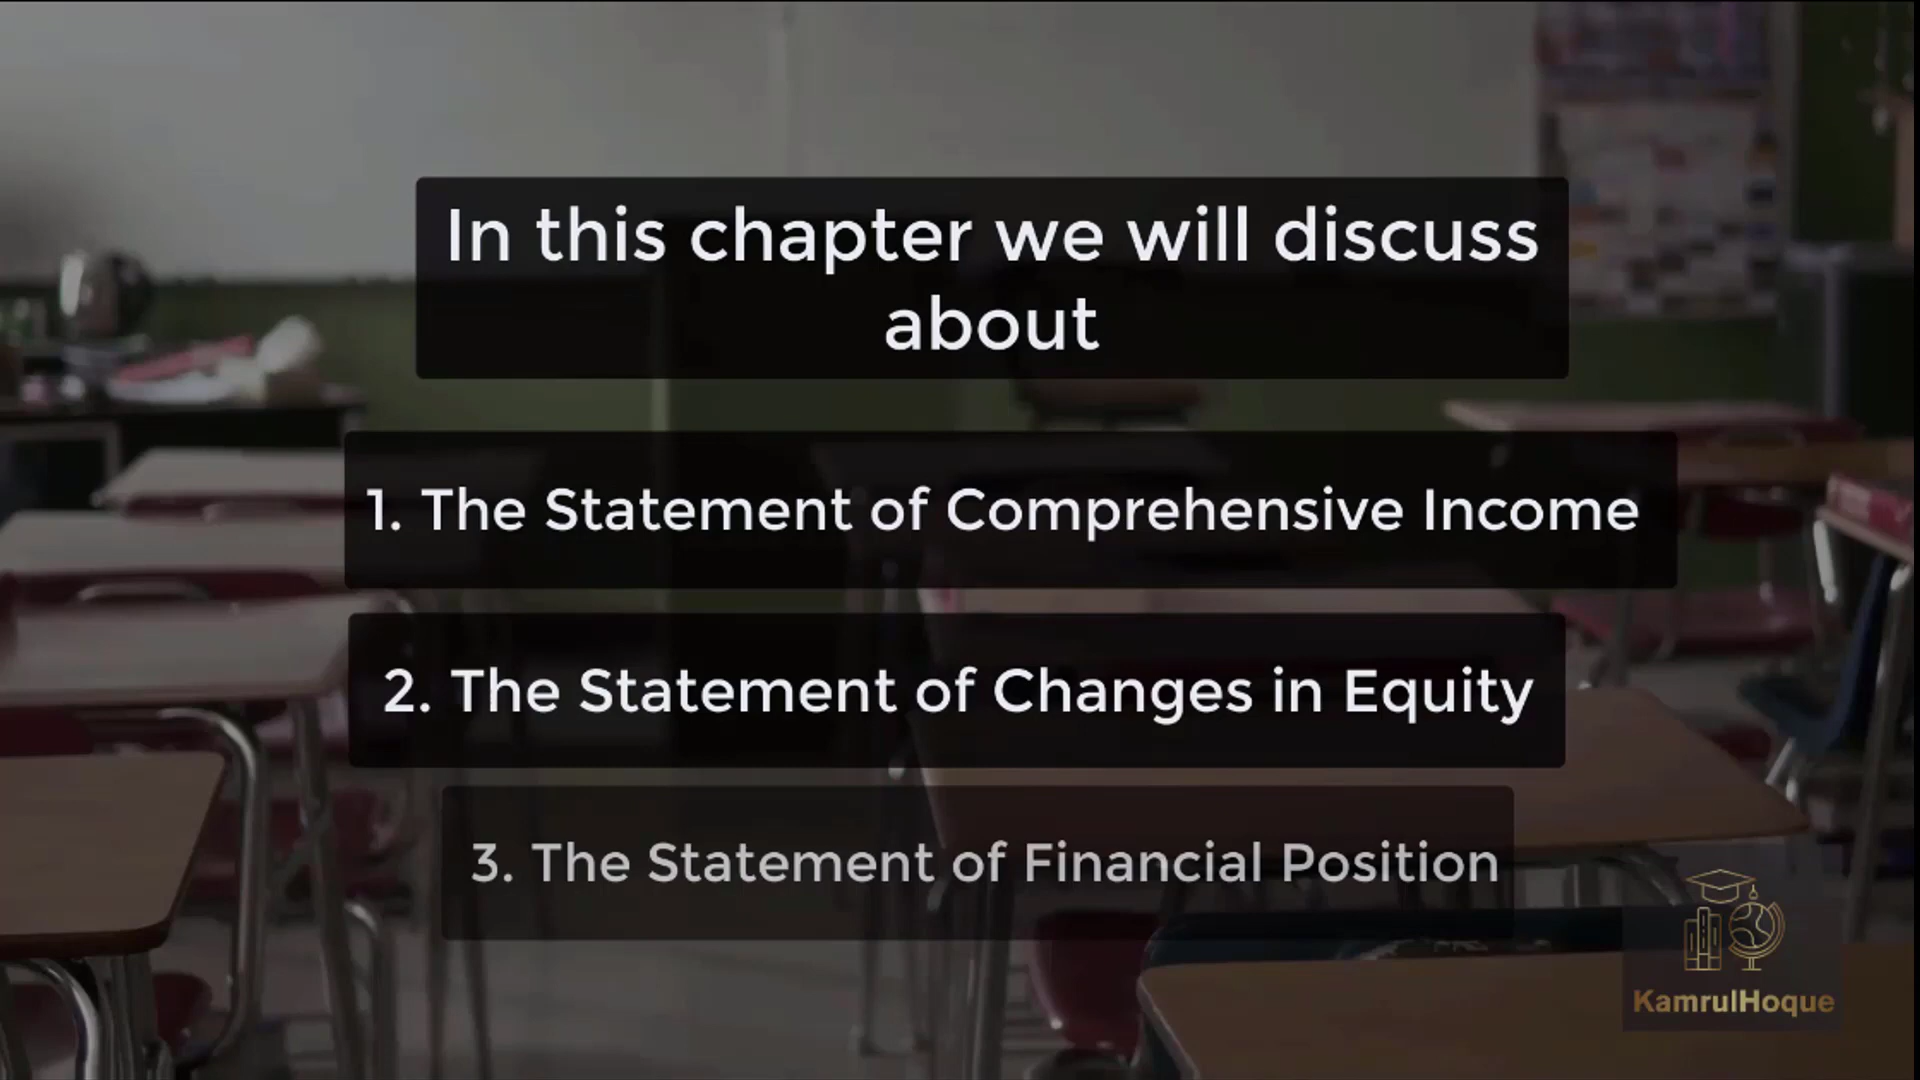 In this chapter we will discuss
about
1. The Statement of Comprehensive Income
2. The Statement of Changes in Equity
3. The Statement of Financial Position
KamrulHoque